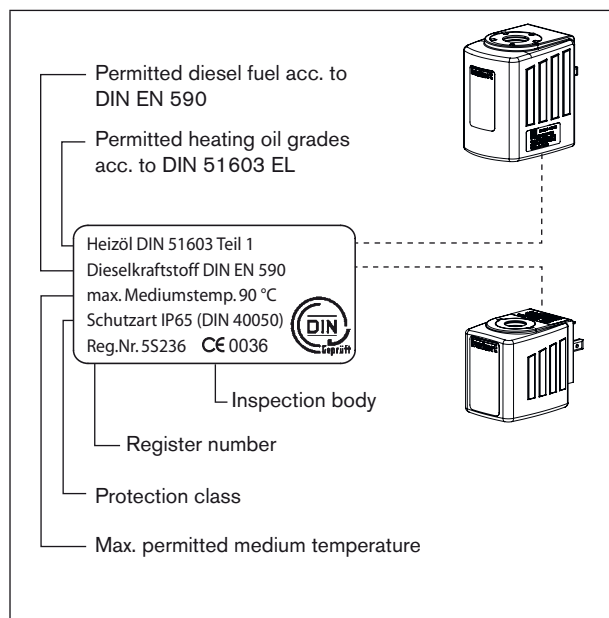 Permitted diesel fuel acc. to
DIN EN 590
Permitted heating oil grades
acc. to DIN 51603 EL
Heizöl DIN 51603 Teil 1
Dieselkraftstoff DIN EN 590
max. Mediumstemp. 90 °C
Schutzart IP65 (DIN 40050)
Reg.Nr. 5S236 CE 0036
DIN
Geprüft
Inspection body
Register number
Protection class
Max. permitted medium temperature